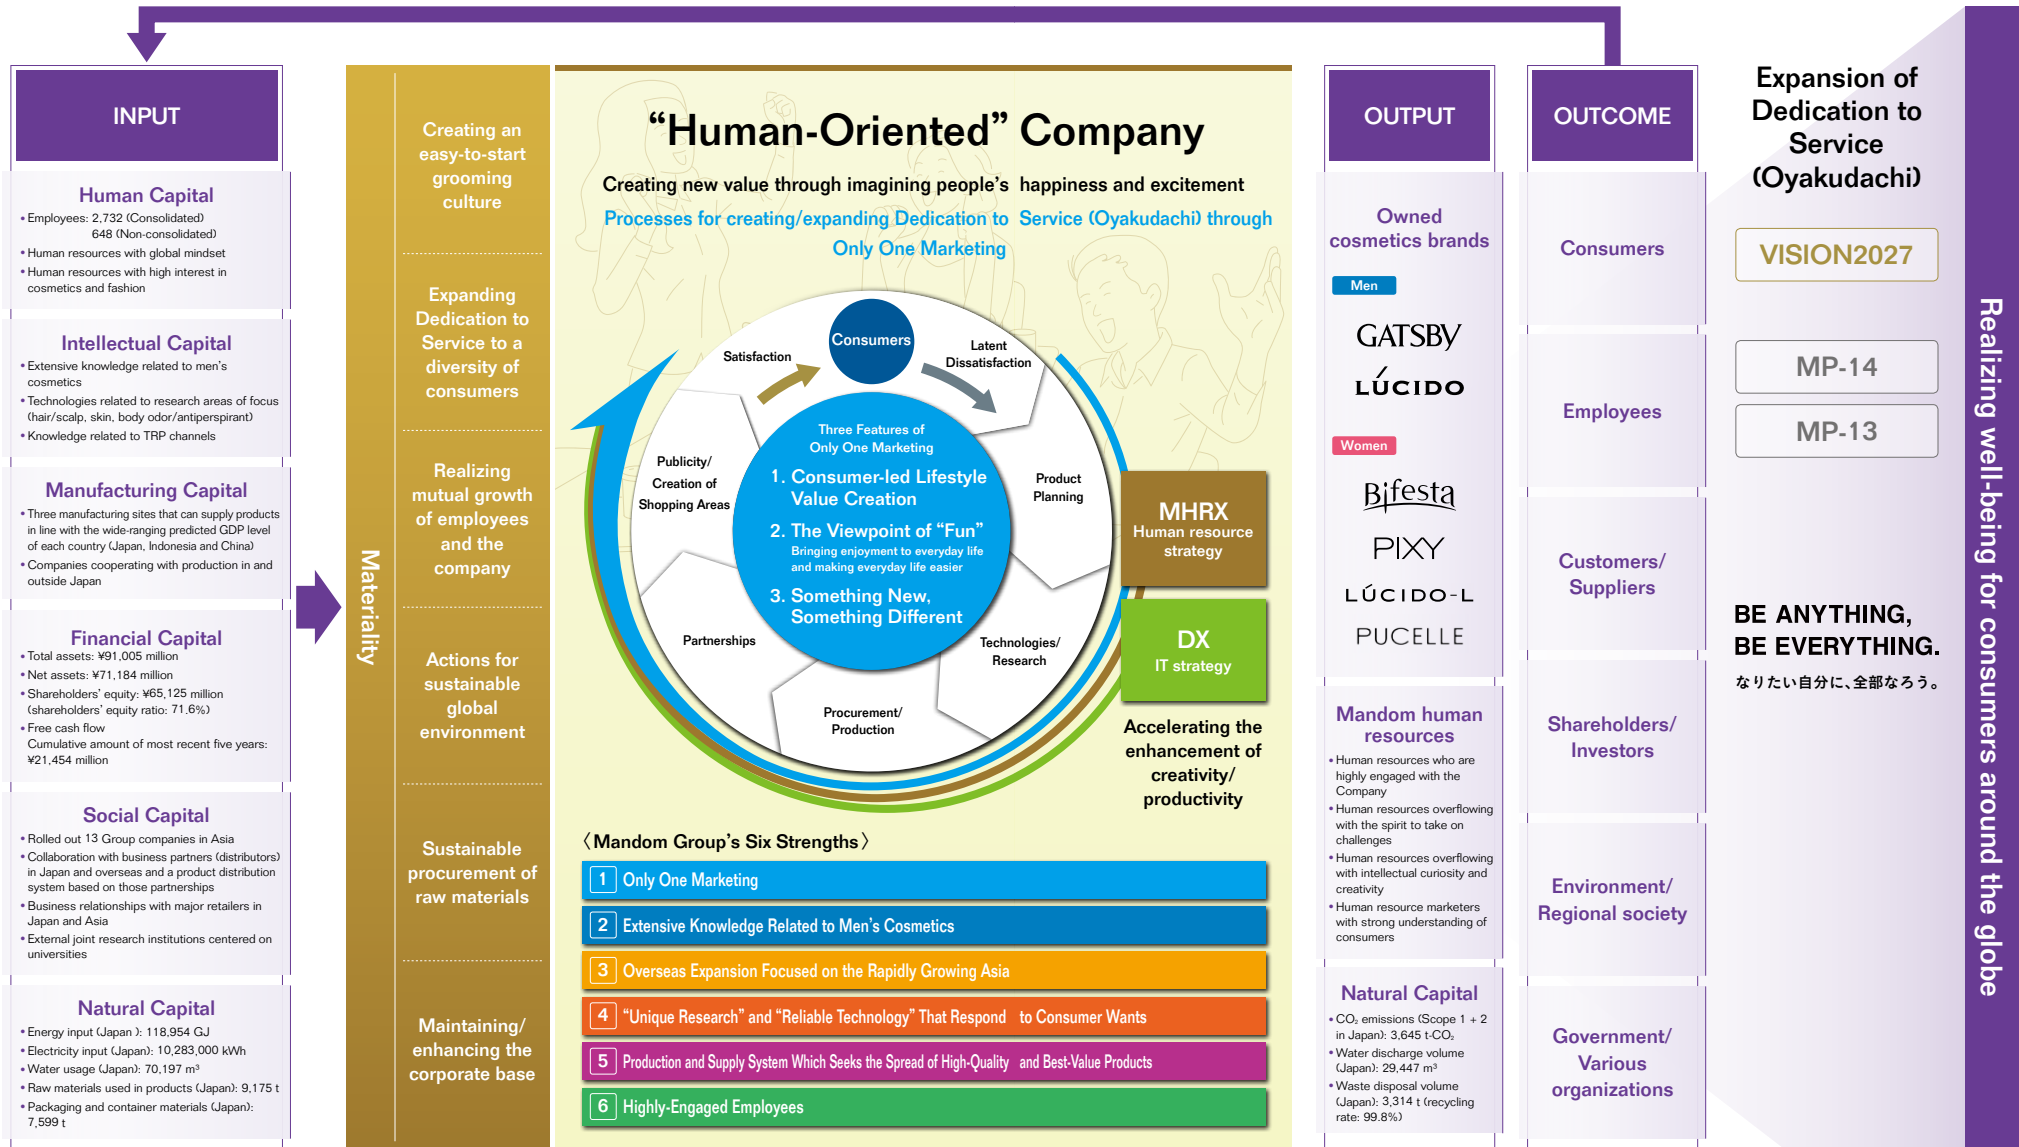 INPUT
Human Capital
• Employees: 2,732 (Consolidated)
648 (Non-consolidated)
• Human resources with global mindset
• Human resources with high interest in
cosmetics and fashion
Intellectual Capital
• Extensive knowledge related to men's
cosmetics
• Technologies related to research areas of focus
(hair/scalp, skin, body odor/antiperspirant)
• Knowledge related to TRP channels
Manufacturing Capital
• Three manufacturing sites that can supply products
in line with the wide-ranging predicted GDP level
of each country (Japan, Indonesia and China)
• Companies cooperating with production in and
outside Japan
Financial Capital
• Total assets: ¥91,005 million
• Net assets: ¥71,184 million
• Shareholders' equity: ¥65,125 million
(shareholders' equity ratio: 71.6%)
• Free cash flow
Cumulative amount of most recent five years:
¥21,454 million
Social Capital
• Rolled out 13 Group companies in Asia
• Collaboration with business partners (distributors)
in Japan and overseas and a product distribution
system based on those partnerships
• Business relationships with major retailers in
Japan and Asia
• External joint research institutions centered on
universities
Natural Capital
• Energy input (Japan ): 118,954 GJ
• Electricity input (Japan): 10,283,000 kWh
• Water usage (Japan): 70,197 m³
• Raw materials used in products (Japan): 9,175 t
• Packaging and container materials (Japan):
7,599 t
Materiality
Creating an
easy-to-start
grooming
culture
Expanding
Dedication to
Service to a
diversity of
consumers
Realizing
mutual growth
of employees
and the
company
Actions for
sustainable
global
environment
Sustainable
procurement of
raw materials
Maintaining/
enhancing the
corporate base
“Human-Oriented” Company
Creating new value through imagining people's happiness and excitement
Processes for creating/expanding Dedication to Service (Oyakudachi) through
Only One Marketing
Consumers
Satisfaction
Latent
Dissatisfaction
Product
Planning
Technologies/
Research
Procurement/
Production
Partnerships
Publicity/
Creation of
Shopping Areas
Three Features of
Only One Marketing
1. Consumer-led Lifestyle
Value Creation
2. The Viewpoint of “Fun”
Bringing enjoyment to everyday life
and making everyday life easier
3. Something New,
Something Different
MHRX
Human resource
strategy
DX
IT strategy
Accelerating the
enhancement of
creativity/
productivity
〈Mandom Group's Six Strengths〉
1 Only One Marketing
2 Extensive Knowledge Related to Men's Cosmetics
3 Overseas Expansion Focused on the Rapidly Growing Asia
4 “Unique Research” and “Reliable Technology” That Respond to Consumer Wants
5 Production and Supply System Which Seeks the Spread of High-Quality and Best-Value Products
6 Highly-Engaged Employees
OUTPUT
Owned
cosmetics brands
Men
GATSBY
LÚCIDO
Women
Bifesta
PIXY
LÚCIDO-L
PUCELLE
Mandom human
resources
• Human resources who are
highly engaged with the
Company
• Human resources overflowing
with the spirit to take on
challenges
• Human resources overflowing
with intellectual curiosity and
creativity
• Human resource marketers
with strong understanding of
consumers
Natural Capital
• CO₂ emissions (Scope 1 + 2
in Japan): 3,645 t-CO₂
• Water discharge volume
(Japan): 29,447 m³
• Waste disposal volume
(Japan): 3,314 t (recycling
rate: 99.8%)
OUTCOME
Consumers
Employees
Customers/
Suppliers
Shareholders/
Investors
Environment/
Regional society
Government/
Various
organizations
Expansion of
Dedication to
Service
(Oyakudachi)
VISION2027
MP-14
MP-13
BE ANYTHING,
BE EVERYTHING.
なりたい自分に、全部なろう。
Realizing well-being for consumers around the globe